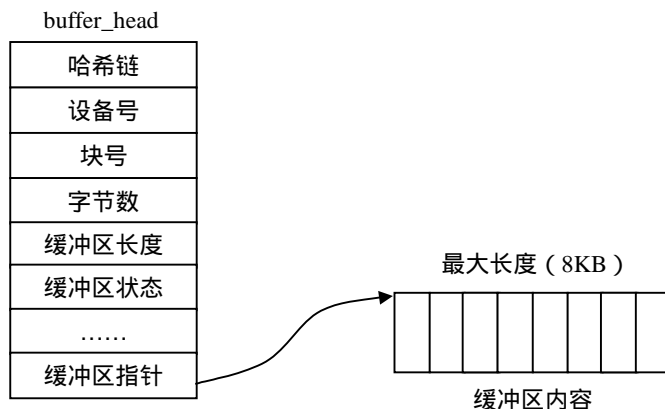 buffer_head
哈希链
设备号
块号
字节数
缓冲区长度
缓冲区状态
……
缓冲区指针
最大长度（8KB）
缓冲区内容